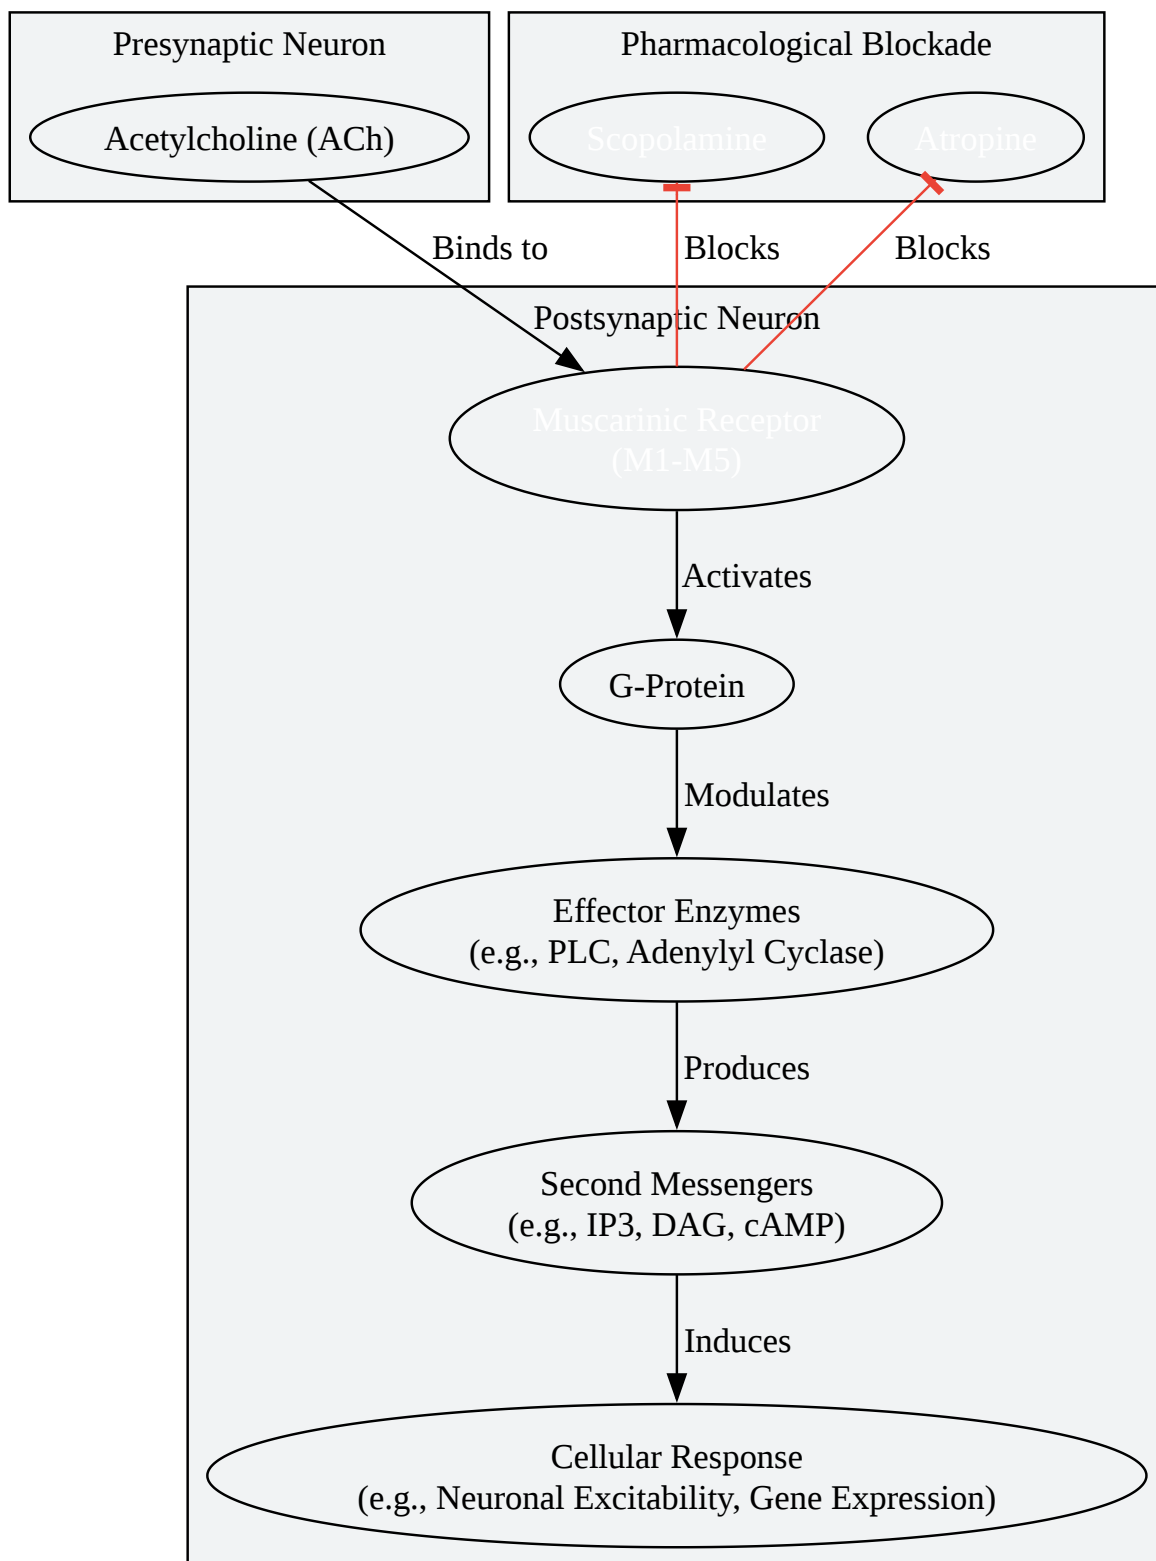 Presynaptic Neuron
Acetylcholine (ACh)
Pharmacological Blockade
Scopolamine
Atropine
Binds to
Blocks
Blocks
Postsynaptic Neuron
Muscarinic Receptor
(M1-M5)
Activates
G-Protein
Modulates
Effector Enzymes
(e.g., PLC, Adenylyl Cyclase)
Produces
Second Messengers
(e.g., IP3, DAG, cAMP)
Induces
Cellular Response
(e.g., Neuronal Excitability, Gene Expression)